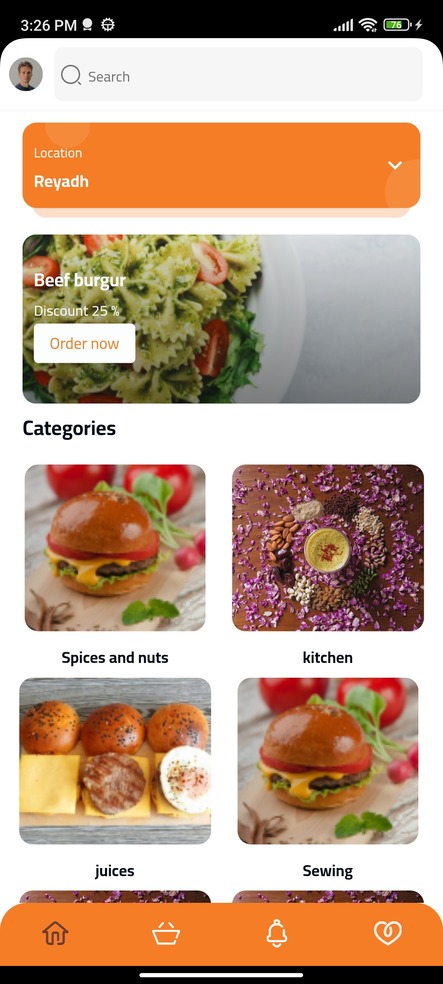 3:26 PM
76
Search
Location
Reyadh
Beef burgur
Discount 25 %
Order now
Categories
Spices and nuts
kitchen
juices
Sewing